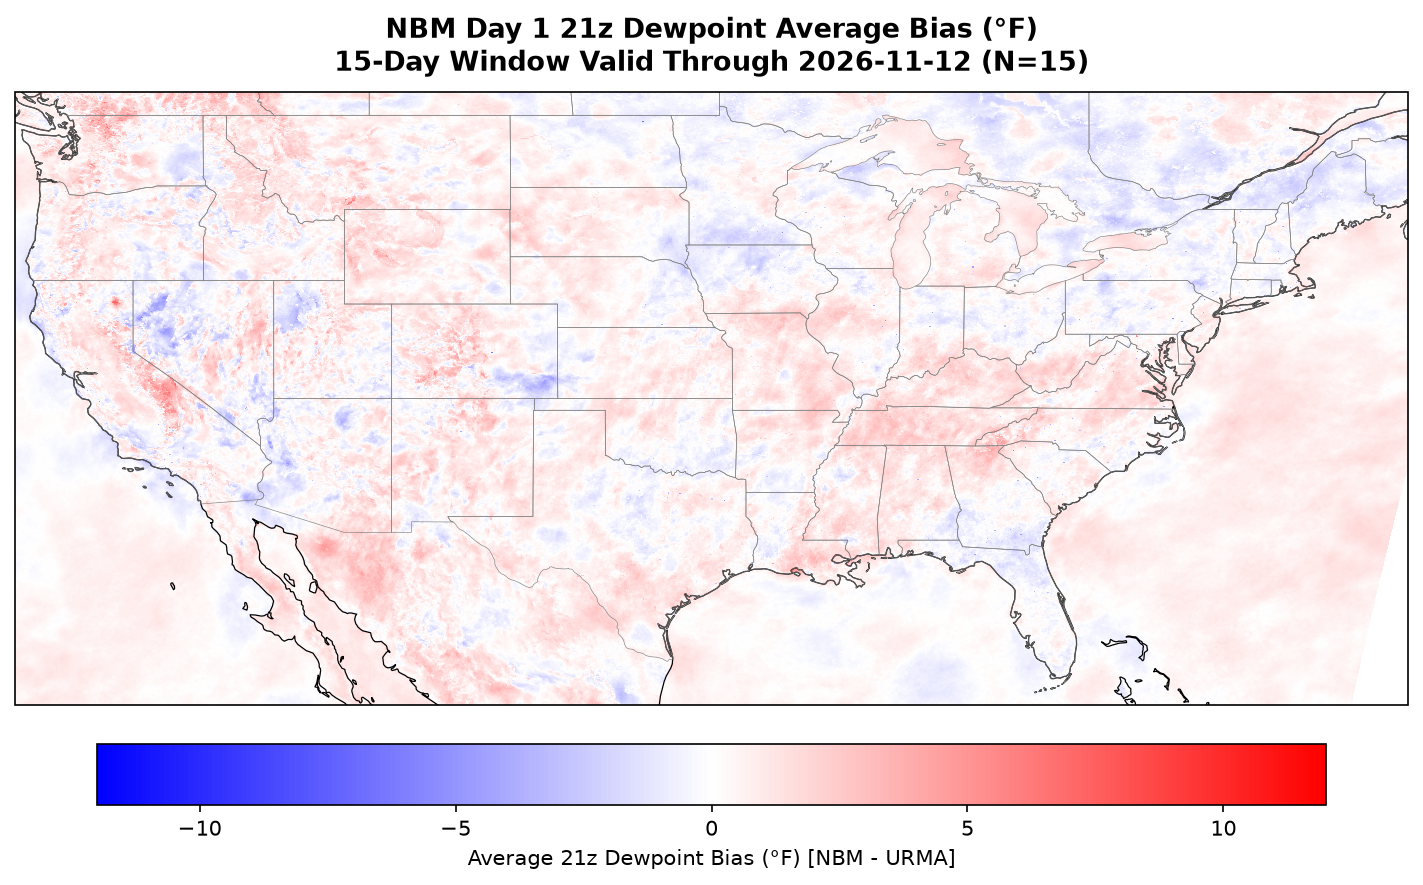 NBM Day 1 21z Dewpoint Average Bias (°F)
15-Day Window Valid Through 2026-11-12 (N=15)
−10 −5 0 5 10
Average 21z Dewpoint Bias (°F) [NBM - URMA]